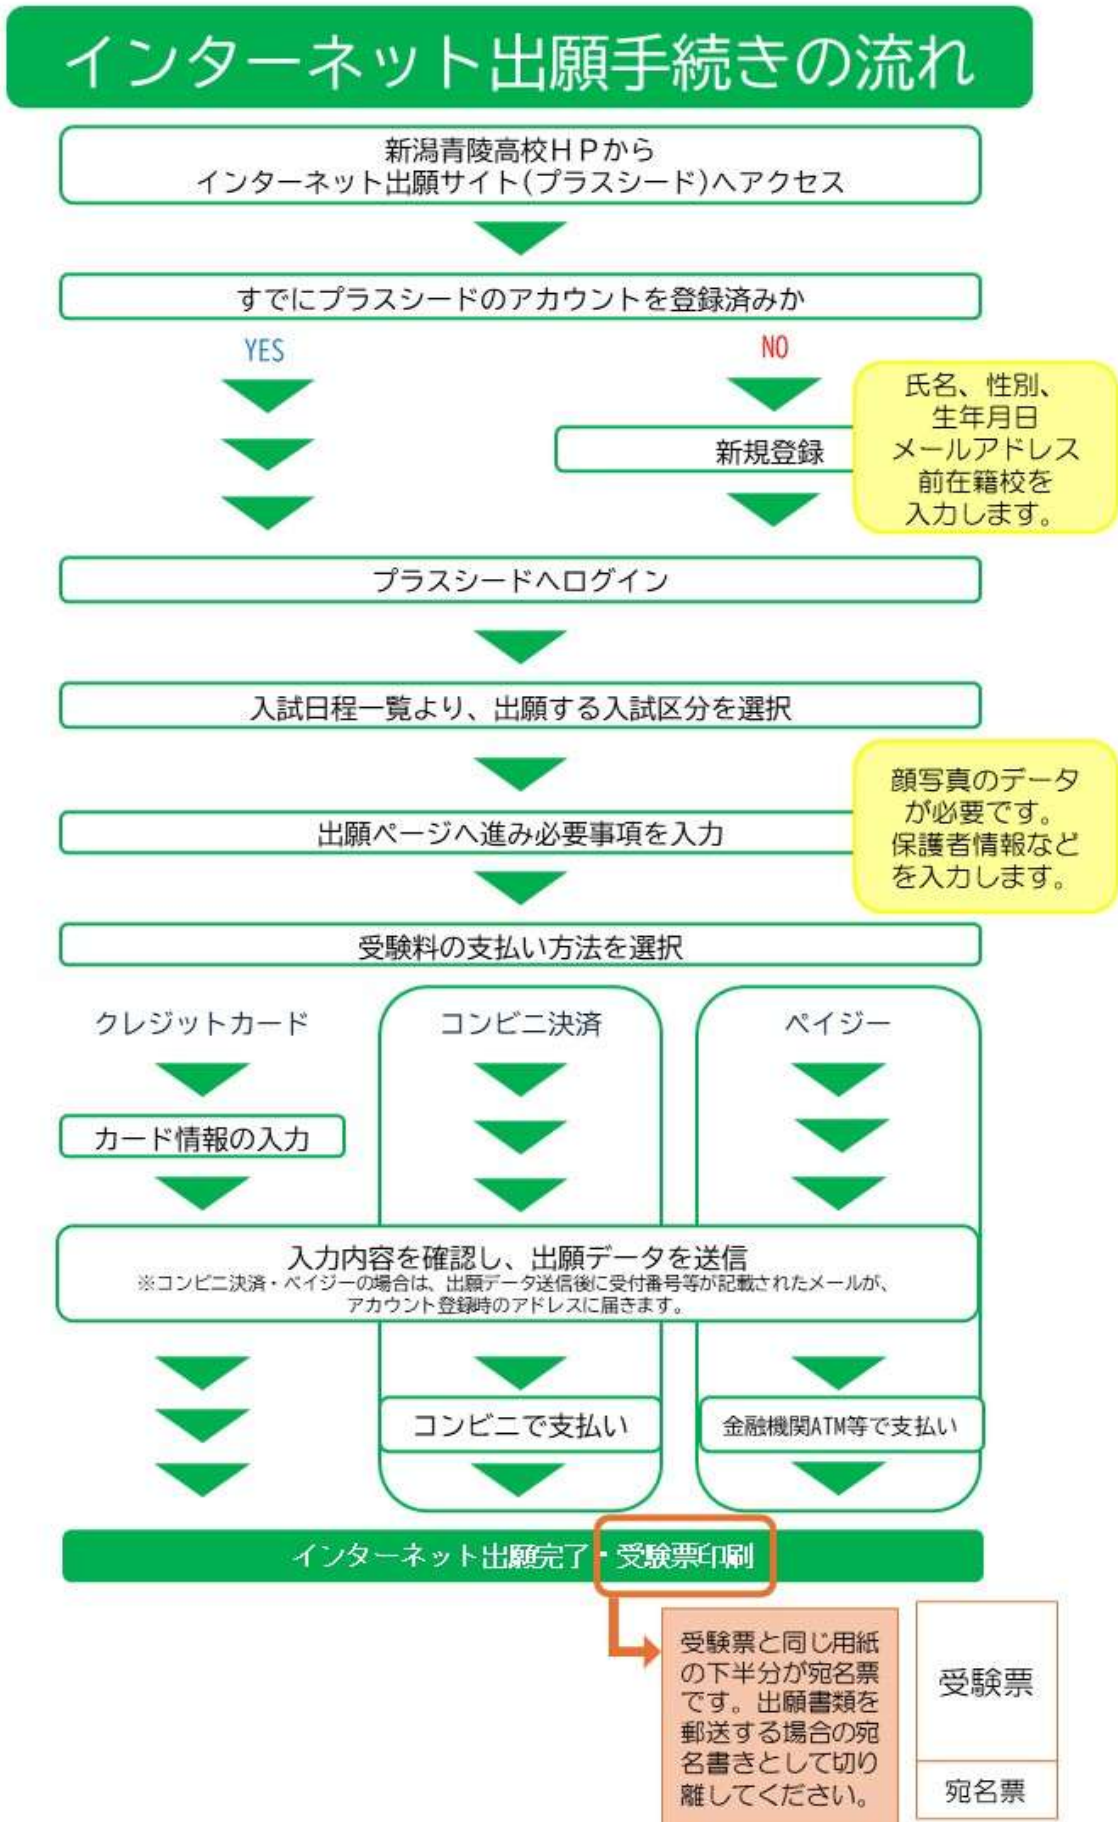 インターネット出願手続きの流れ
新潟青陵高校HPから
インターネット出願サイト(プラスシード)へアクセス
すでにプラスシードのアカウントを登録済みか
YES
NO
新規登録
氏名、性別、
生年月日
メールアドレス
前在籍校を
入力します。
プラスシードへログイン
入試日程一覧より、出願する入試区分を選択
出願ページへ進み必要事項を入力
顔写真のデータ
が必要です。
保護者情報など
を入力します。
受験料の支払い方法を選択
クレジットカード
コンビニ決済
ペイジー
カード情報の入力
入力内容を確認し、出願データを送信
※コンビニ決済・ペイジーの場合は、出願データ送信後に受付番号等が記載されたメールが、
アカウント登録時のアドレスに届きます。
コンビニで支払い
金融機関ATM等で支払い
インターネット出願完了・受験票印刷
受験票と同じ用紙
の下半分が宛名票
です。出願書類を
郵送する場合の宛
名書きとして切り
離してください。
受験票
宛名票